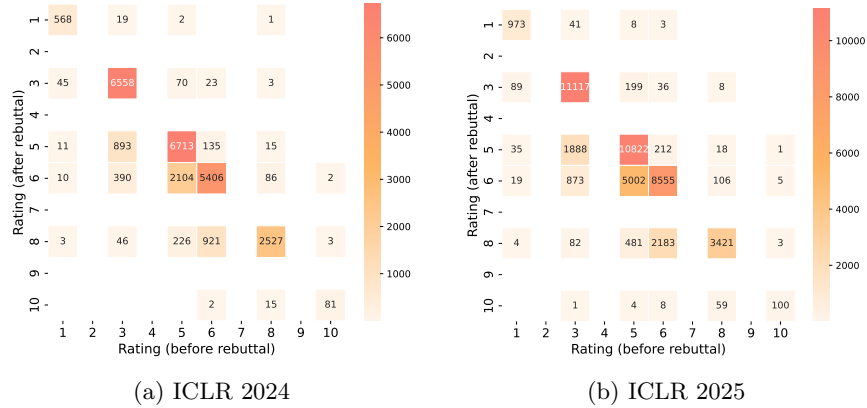 1 568 19 2 1
2
3 45 6558 70 23 3
4
5 11 893 6713 135 15
6 10 390 2104 5406 86 2
7
8 3 46 226 921 2527 3
9
10 2 15 81
1 2 3 4 5 6 7 8 9 10
Rating (before rebuttal)
Rating (after rebuttal)
6000
5000
4000
3000
2000
1000
(a) ICLR 2024
1 973 41 8 3
2
3 89 11117 199 36 8
4
5 35 1888 10822 212 18 1
6 19 873 5002 8555 106 5
7
8 4 82 481 2183 3421 3
9
10 1 4 8 59 100
1 2 3 4 5 6 7 8 9 10
Rating (before rebuttal)
Rating (after rebuttal)
10000
8000
6000
4000
2000
(b) ICLR 2025